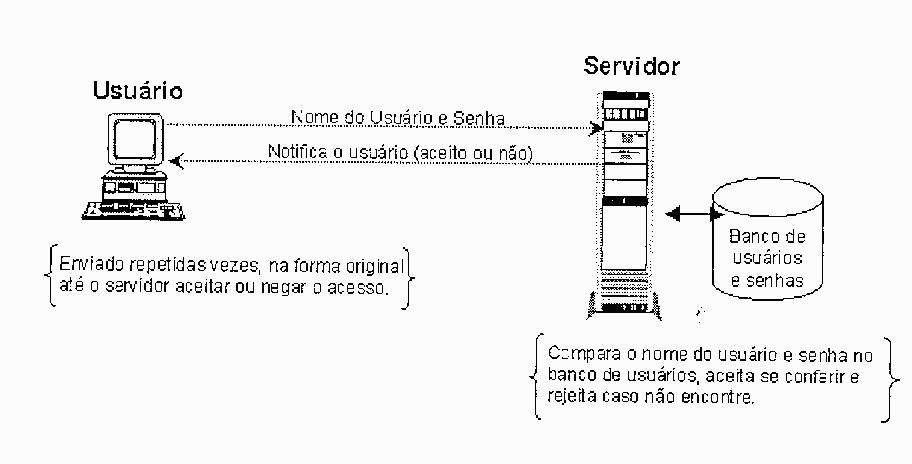 Servidor
Usuário
Nome do Usuário e Senha
Notifica o usuário (aceito ou não)
Banco de
usuários
e senhas
Enviado repetidas vezes, na forma original
até o servidor aceitar ou negar o acesso.
Compara o nome do usuário e senha no
banco de usuários, aceita se conferir e
rejeita caso não encontre.